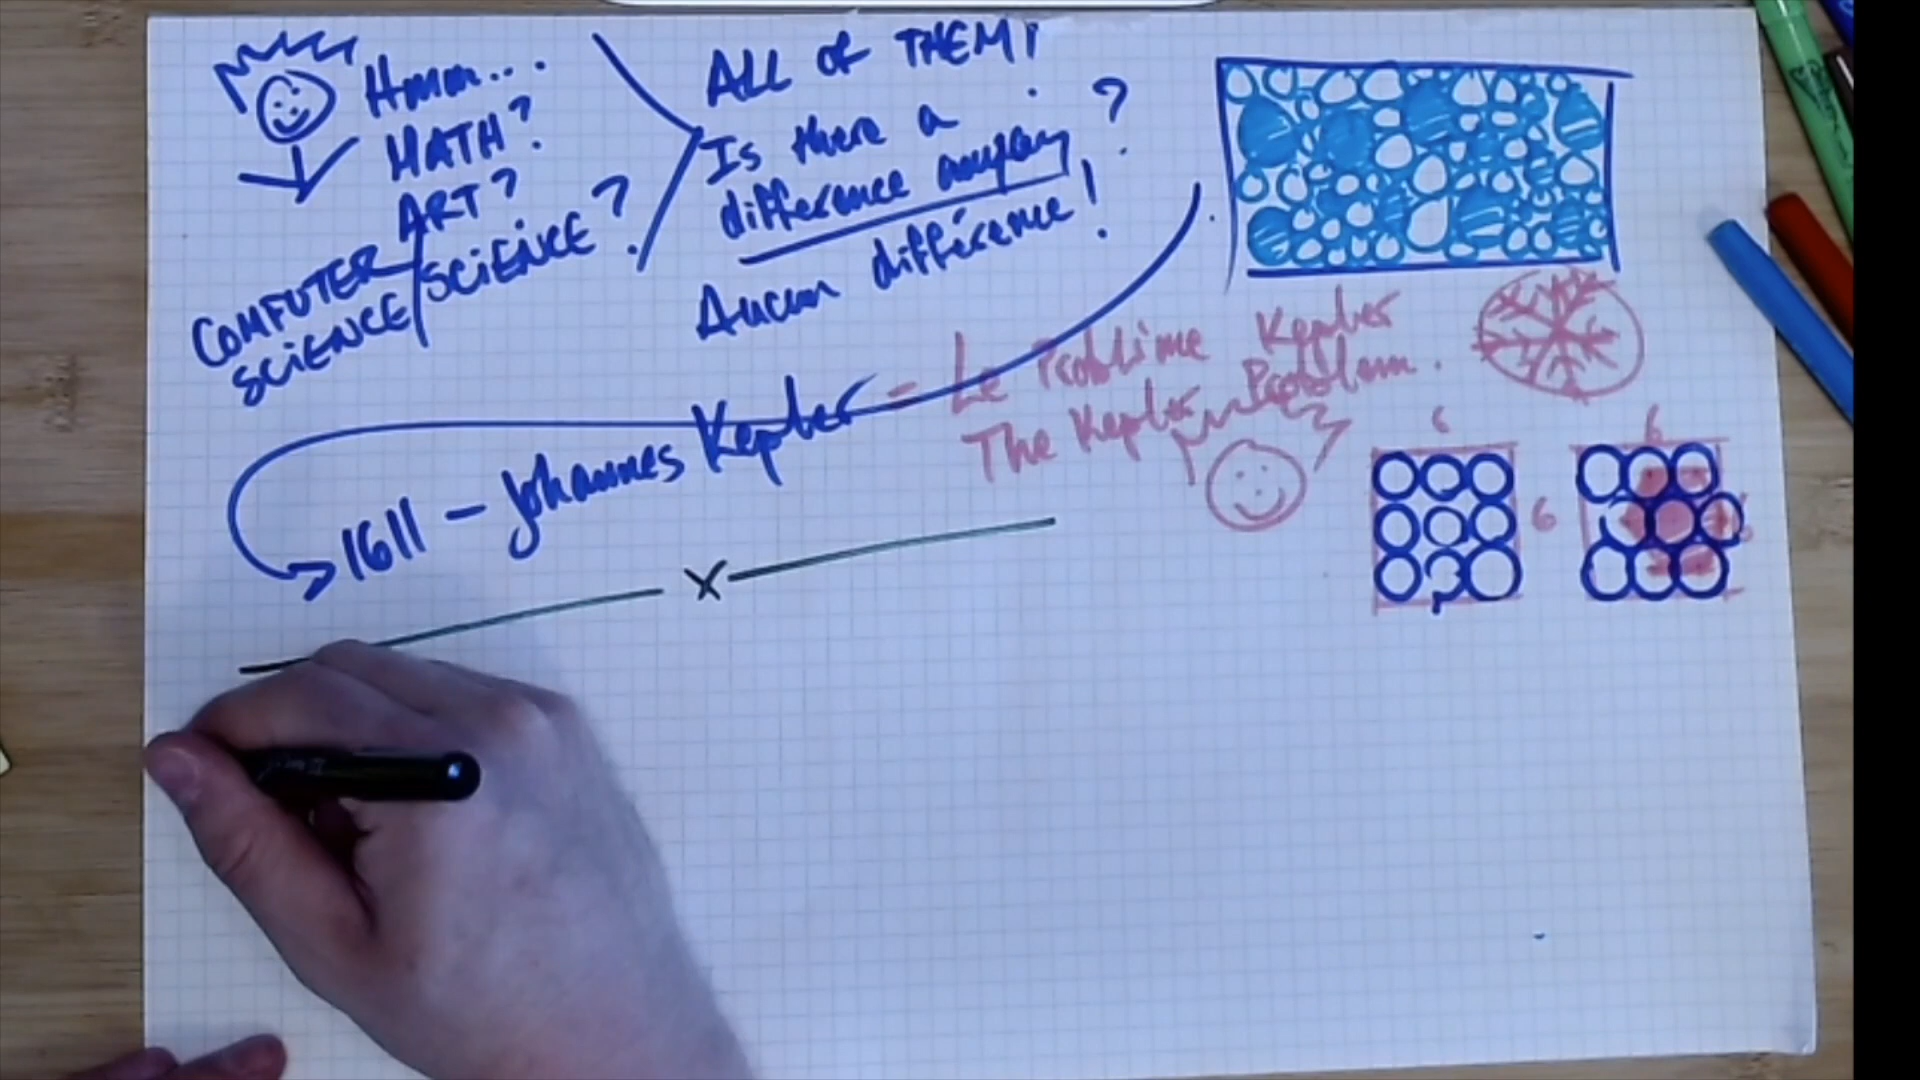 Hmm...
MATH?
ART?
COMPUTER
SCIENCE
SCIENCE?
ALL OF THEM!
Is there a
difference anyway?
Aucun différence!
1611 - Johannes Kepler
= Le Problème Kepler
The Kepler Problem.
6
6
6
X